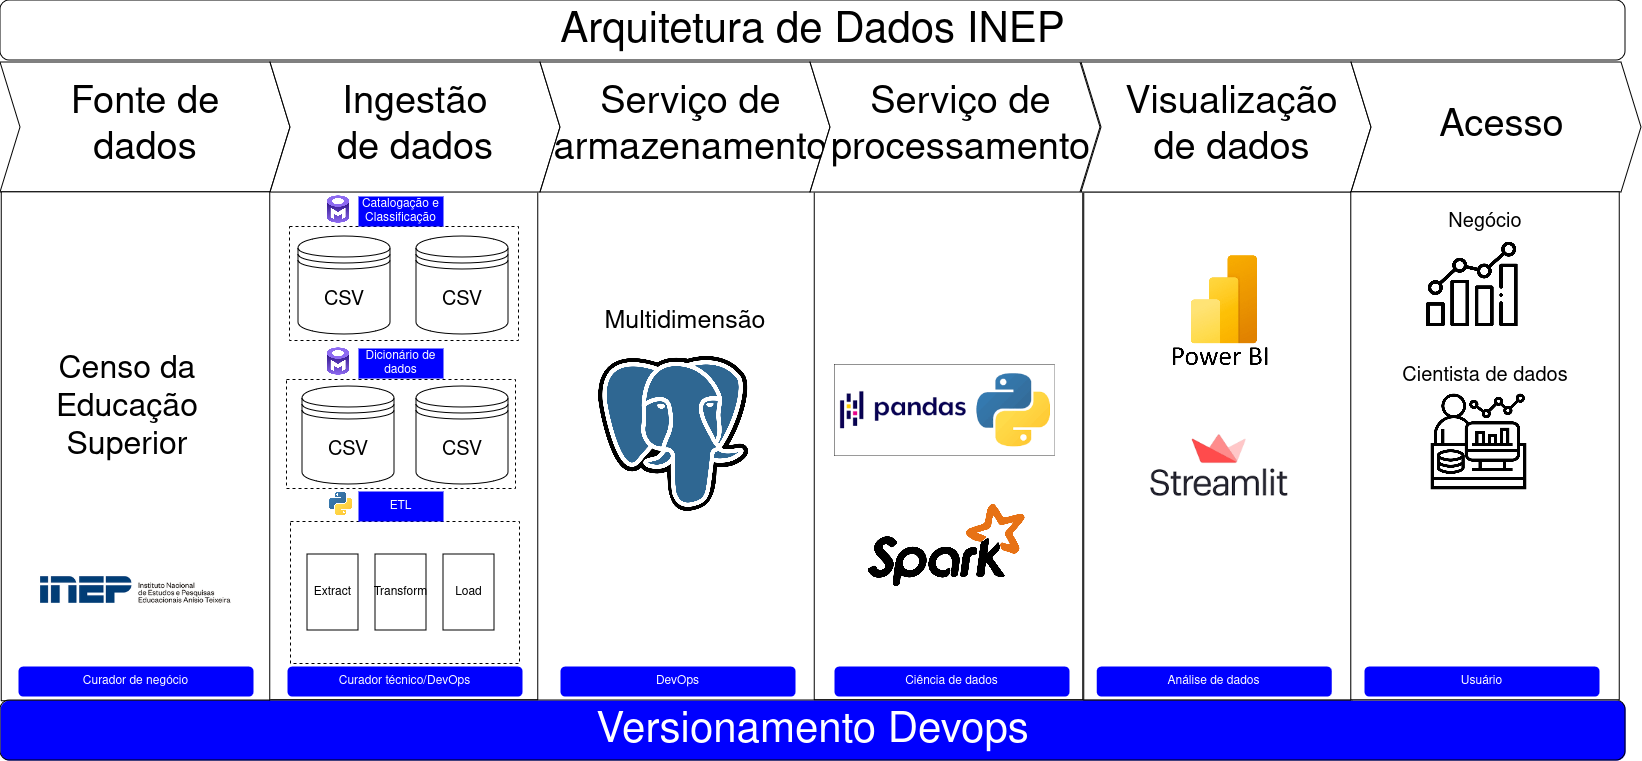 Arquitetura de Dados INEP
Fonte de
dados
Ingestão
de dados
Serviço de
armazenamento
Serviço de
processamento
Visualização
de dados
Acesso
Censo da
Educação
Superior
inep
Instituto Nacional
de Estudos e Pesquisas
Educacionais Anísio Teixeira
Curador de negócio
Catalogação e
Classificação
CSV
CSV
Dicionário de
dados
CSV
CSV
ETL
Extract
Transform
Load
Curador técnico/DevOps
Multidimensão
DevOps
pandas
Spark
Ciência de dados
Power BI
Streamlit
Análise de dados
Negócio
Cientista de dados
Usuário
Versionamento Devops